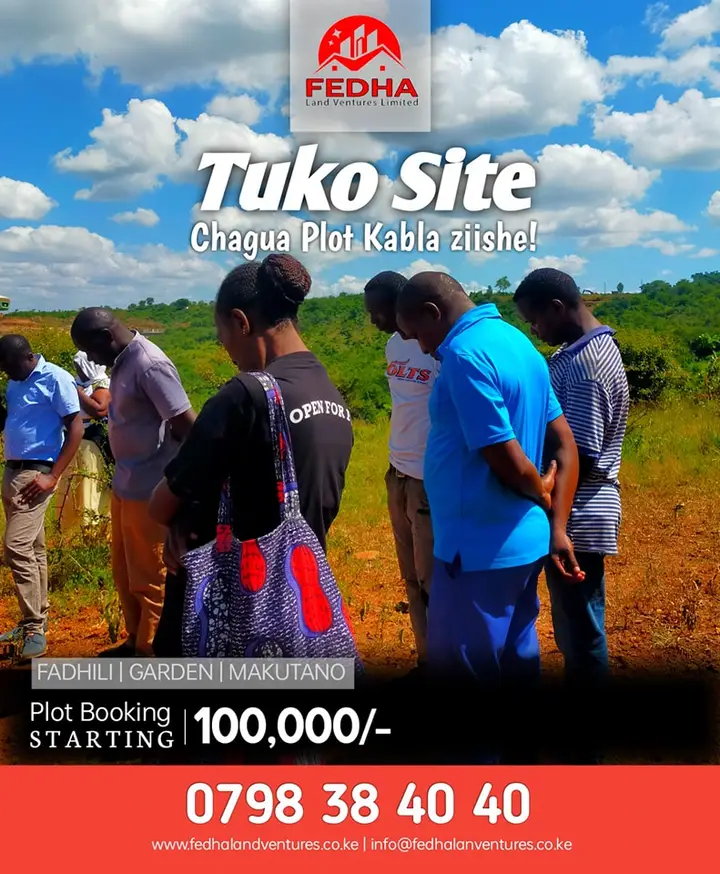 FEDHA
Land Ventures Limited
Tuko Site
Chagua Plot Kabla ziishe!
OLTS
OPEN FOR
FADHILI | GARDEN | MAKUTANO
Plot Booking
STARTING
100,000/-
0798 38 40 40
www.fedhalandventures.co.ke | info@fedhalanventures.co.ke